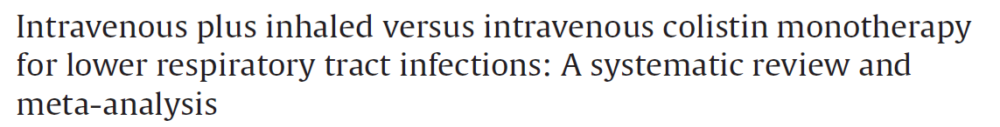 Intravenous plus inhaled versus intravenous colistin monotherapy
for lower respiratory tract infections: A systematic review and
meta-analysis